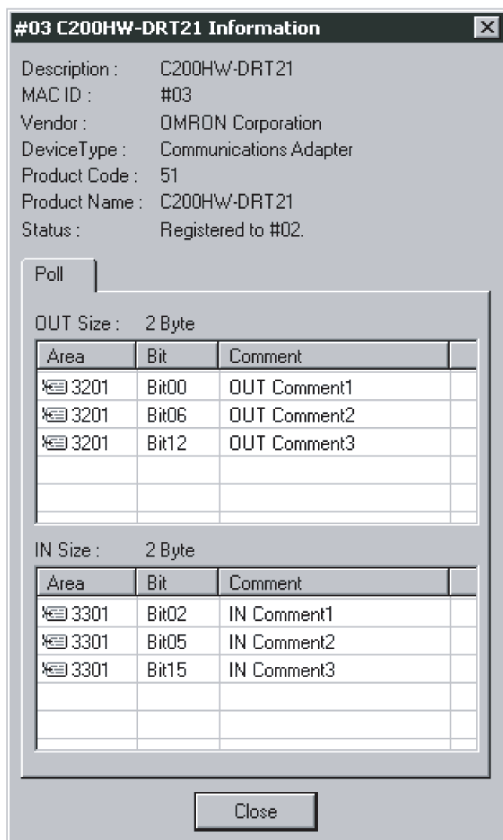 #03 C200HW-DRT21 Information
Description : C200HW-DRT21
MAC ID : #03
Vendor : OMRON Corporation
DeviceType : Communications Adapter
Product Code : 51
Product Name : C200HW-DRT21
Status : Registered to #02.
Poll
OUT Size : 2 Byte
Area Bit Comment
3201 Bit00 OUT Comment1
3201 Bit06 OUT Comment2
3201 Bit12 OUT Comment3
IN Size : 2 Byte
Area Bit Comment
3301 Bit02 IN Comment1
3301 Bit05 IN Comment2
3301 Bit15 IN Comment3
Close